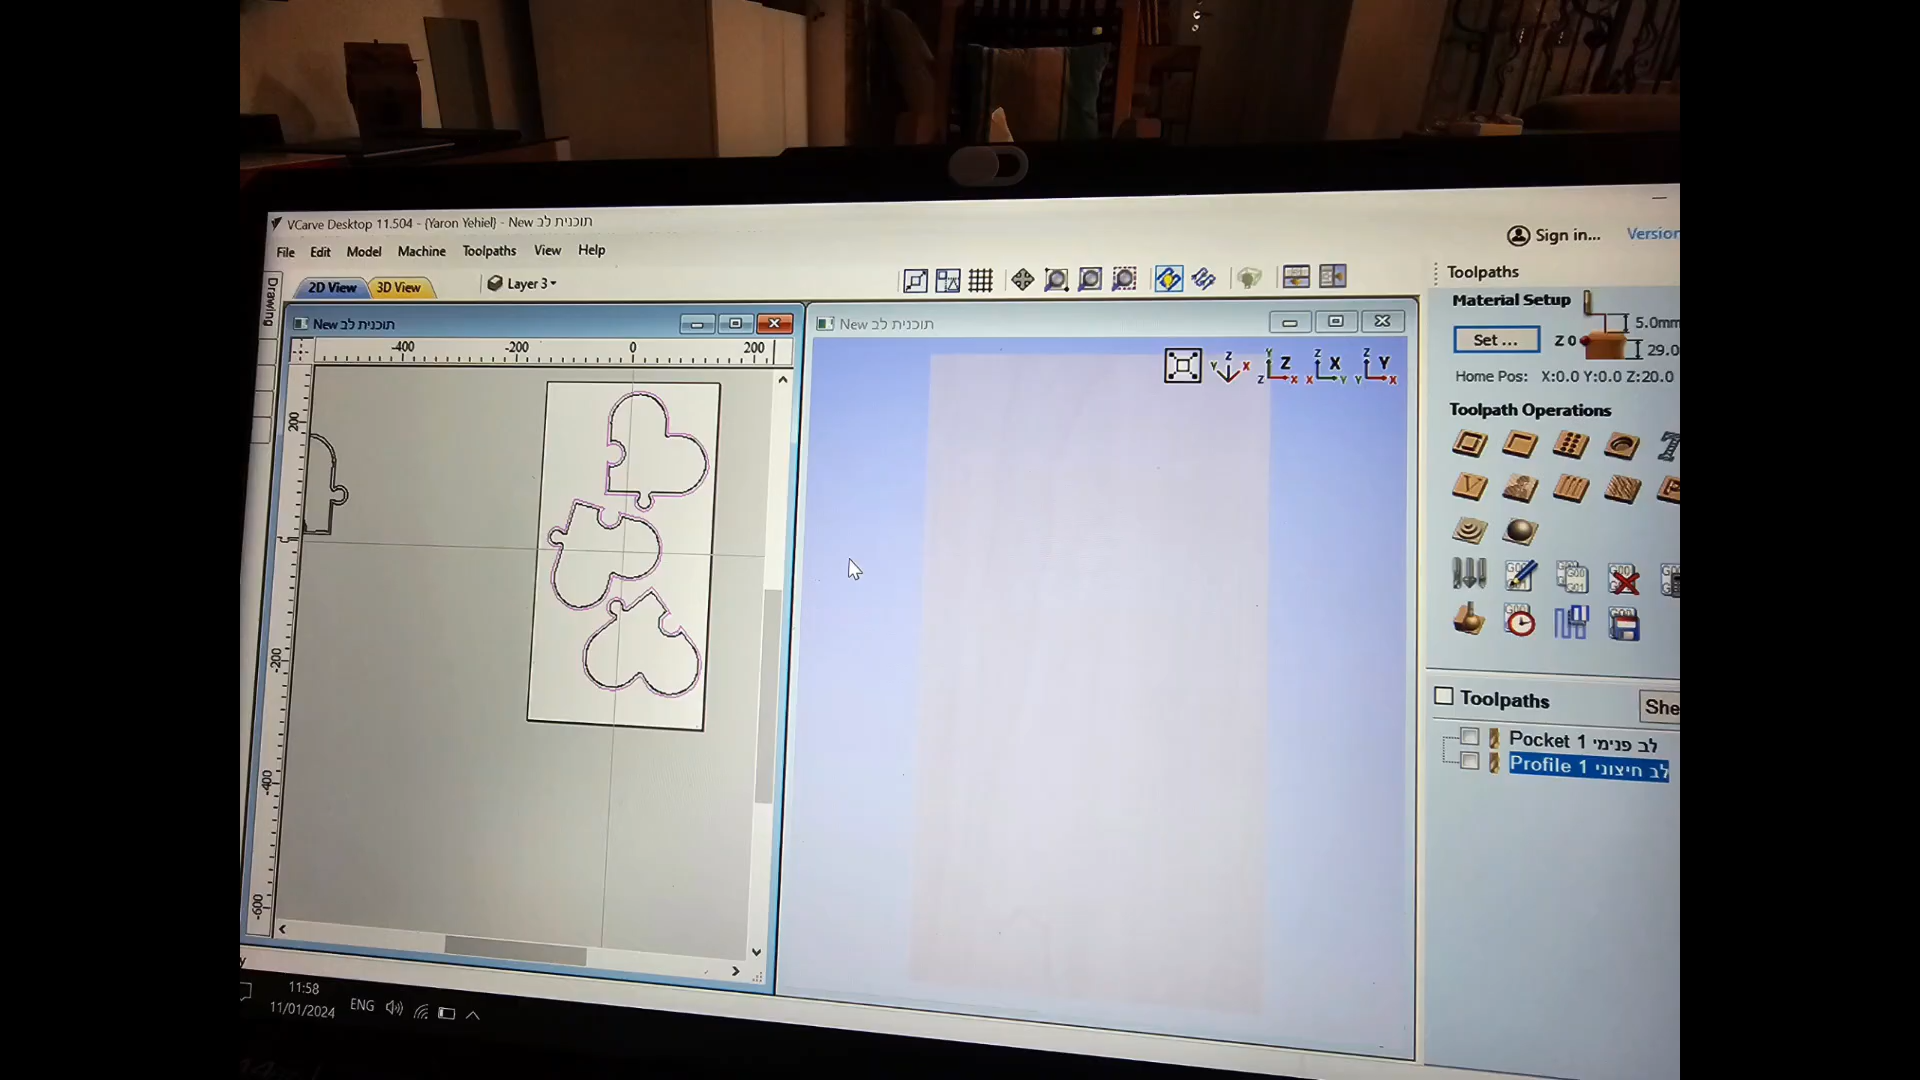 VCarve Desktop 11.504 - {Yaron Yehiel} - New תוכנית לב
File Edit Model Machine Toolpaths View Help
Sign in... Version
Drawing
2D View 3D View Layer 3
Toolpaths
Material Setup
5.0mm
Set ... Z 0
29.0
Home Pos: X:0.0 Y:0.0 Z:20.0
Toolpath Operations
New תוכנית לב
-400 -200 0 200
200
-200
-400
-600
New תוכנית לב
Y Z X
Y Z Z X
Z X X Y
Z Y Y X
V
Toolpaths
She
Pocket 1 לב פנימי
Profile 1 לב חיצוני
11:58
11/01/2024
ENG